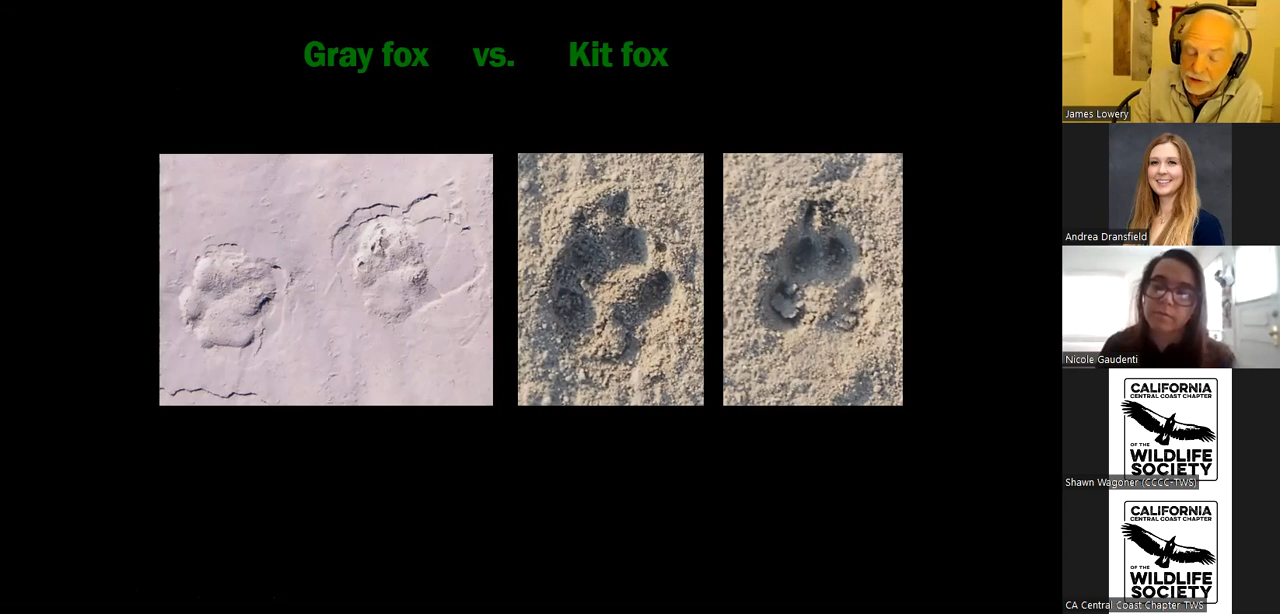 Gray fox vs. Kit fox
James Lowery
Andrea Dransfield
Nicole Gaudenti
CALIFORNIA
CENTRAL COAST CHAPTER
OF THE
WILDLIFE
SOCIETY
Shawn Wagoner (CCCC-TWS)
CALIFORNIA
CENTRAL COAST CHAPTER
OF THE
WILDLIFE
SOCIETY
CA Central Coast Chapter TWS